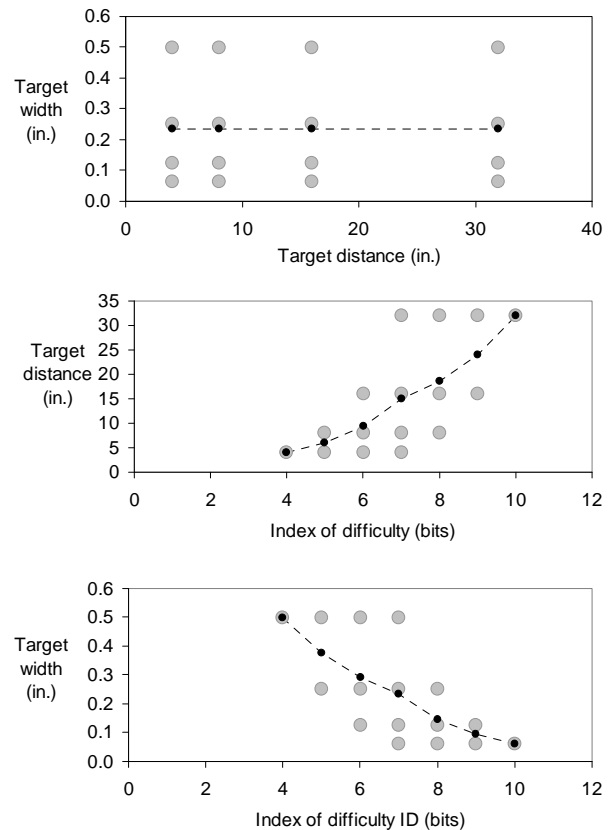 0.6
0.5
Target
0.4
width
0.3
(in.)
0.2
0.1
0.0
0 10 20 30 40
Target distance (in.)
35
30
Target
25
distance
20
(in.)
15
10
5
0
0 2 4 6 8 10 12
Index of difficulty (bits)
0.6
0.5
Target
0.4
width
0.3
(in.)
0.2
0.1
0.0
0 2 4 6 8 10 12
Index of difficulty ID (bits)